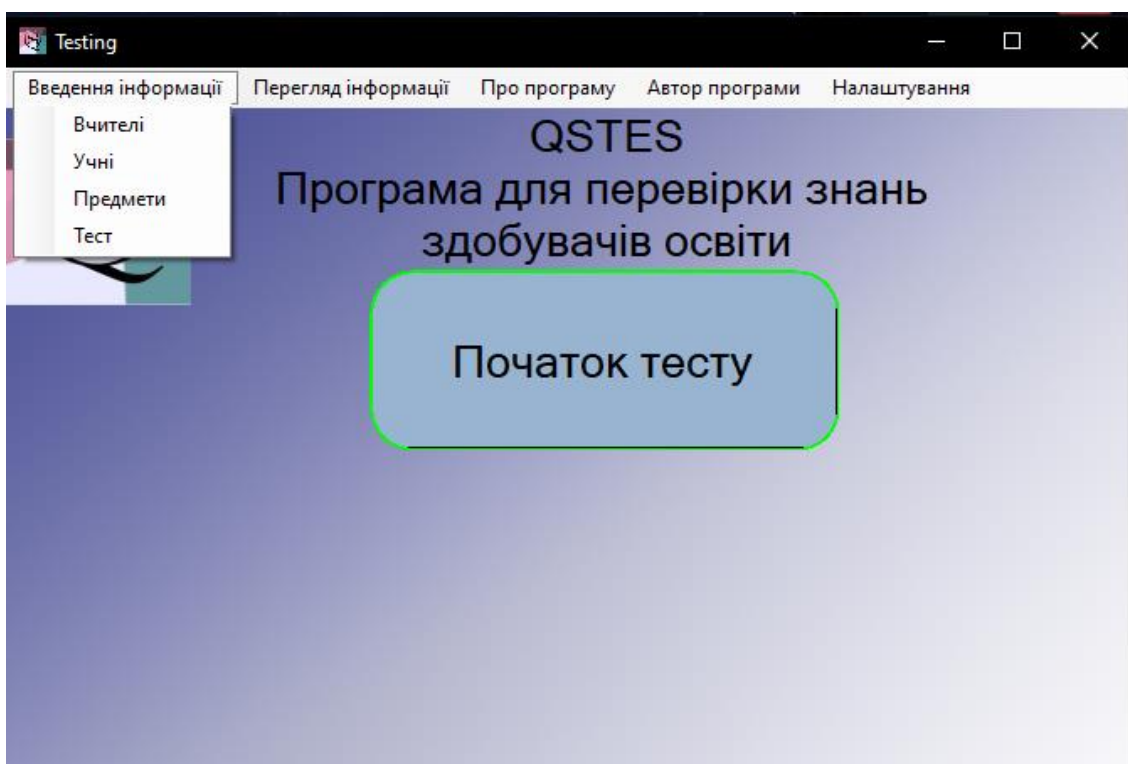 Testing
Введення інформації Перегляд інформації Про програму Автор програми Налаштування
Вчителі
Учні
Предмети
Тест
QSTES
Програма для перевірки знань
здобувачів освіти
Початок тесту